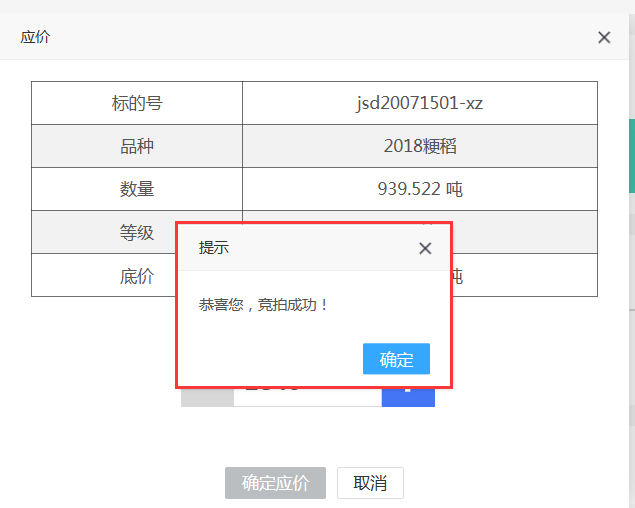 应价
标的号 jsd20071501-xz
品种 2018粳稻
数量 939.522 吨
等级
底价 吨
提示
恭喜您，竞拍成功！
确定
确定应价 取消